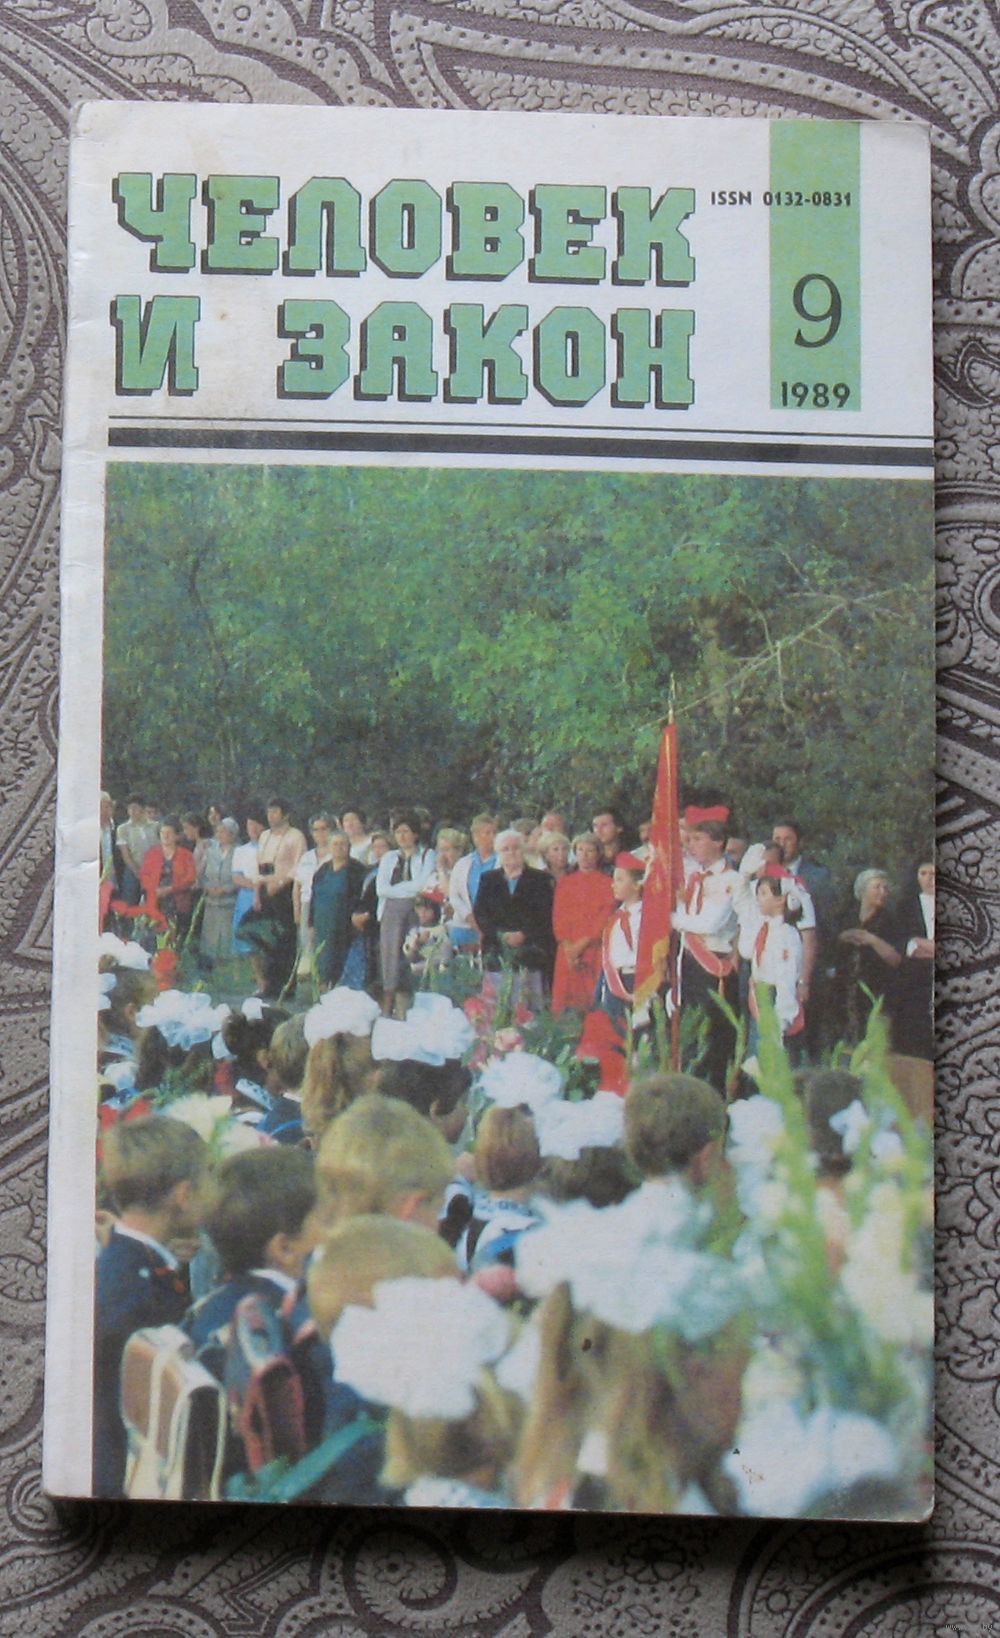 ЧЕЛОВЕК
И ЗАКОН
ISSN 0132-0831
9
1989